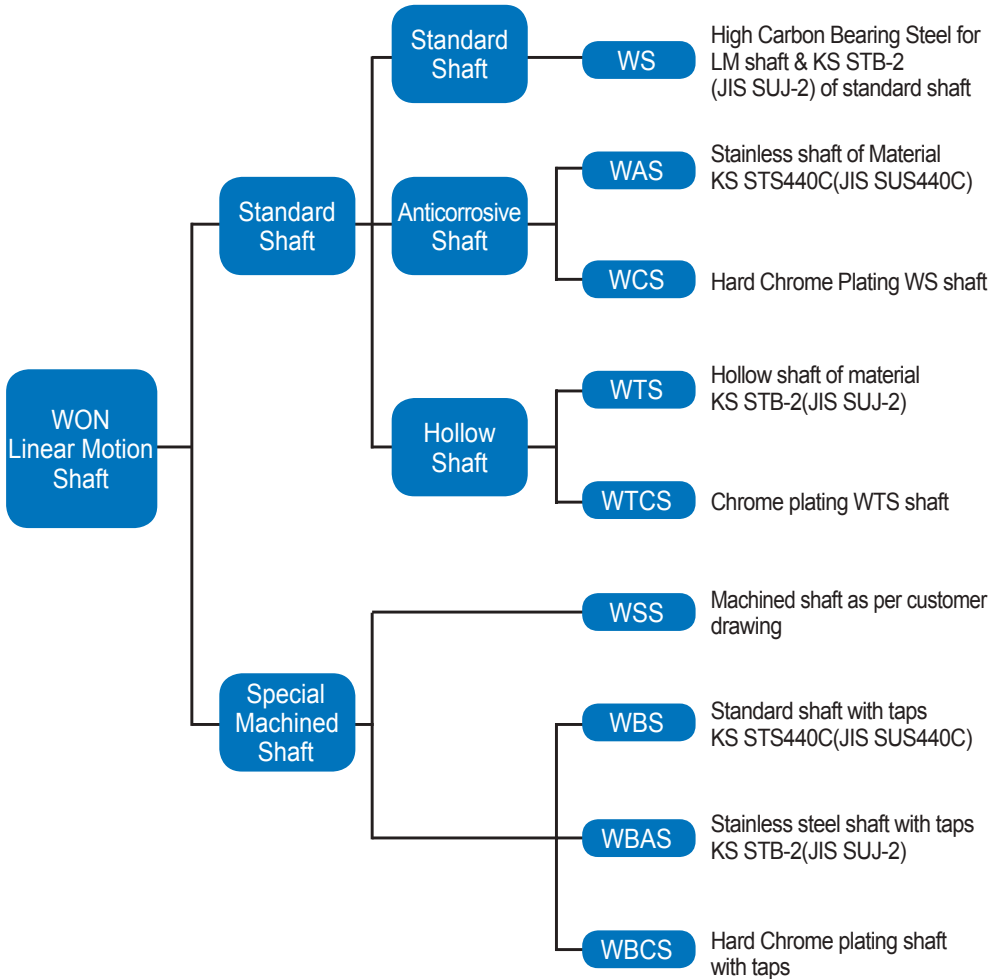 WON
Linear Motion
Shaft
Standard
Shaft
Standard
Shaft
WS
High Carbon Bearing Steel for
LM shaft & KS STB-2
(JIS SUJ-2) of standard shaft
Anticorrosive
Shaft
WAS
Stainless shaft of Material
KS STS440C(JIS SUS440C)
WCS
Hard Chrome Plating WS shaft
Hollow
Shaft
WTS
Hollow shaft of material
KS STB-2(JIS SUJ-2)
WTCS
Chrome plating WTS shaft
Special
Machined
Shaft
WSS
Machined shaft as per customer
drawing
WBS
Standard shaft with taps
KS STS440C(JIS SUS440C)
WBAS
Stainless steel shaft with taps
KS STB-2(JIS SUJ-2)
WBCS
Hard Chrome plating shaft
with taps